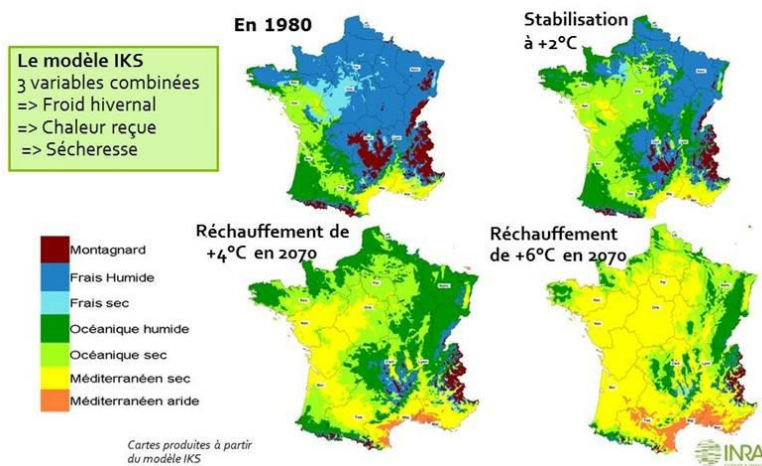 Le modèle IKS
3 variables combinées
=> Froid hivernal
=> Chaleur reçue
=> Sécheresse
En 1980
Stabilisation
à +2°C
Réchauffement de
+4°C en 2070
Réchauffement
de +6°C en 2070
Montagnard
Frais Humide
Frais sec
Océanique humide
Océanique sec
Méditerranéen sec
Méditerranéen aride
Cartes produites à partir
du modèle IKS
INRA